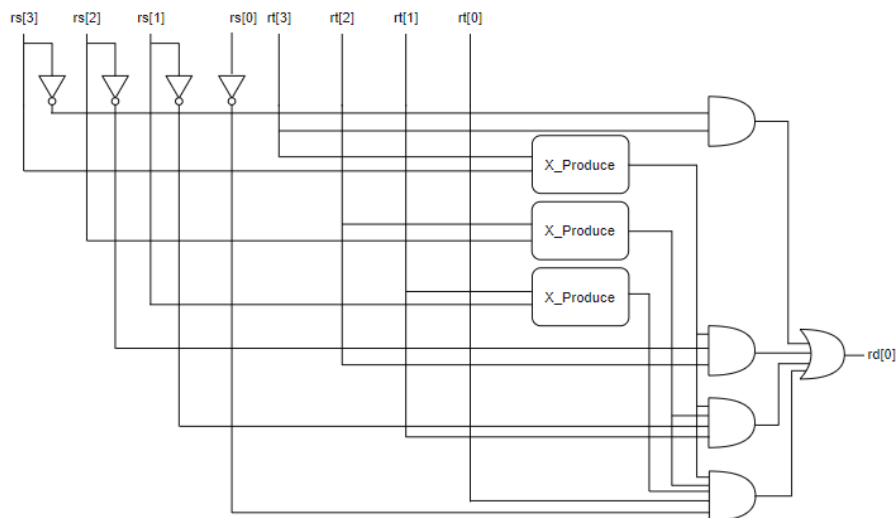 rs[3] rs[2] rs[1] rs[0] rt[3] rt[2] rt[1] rt[0]
X_Produce
X_Produce
X_Produce
rd[0]